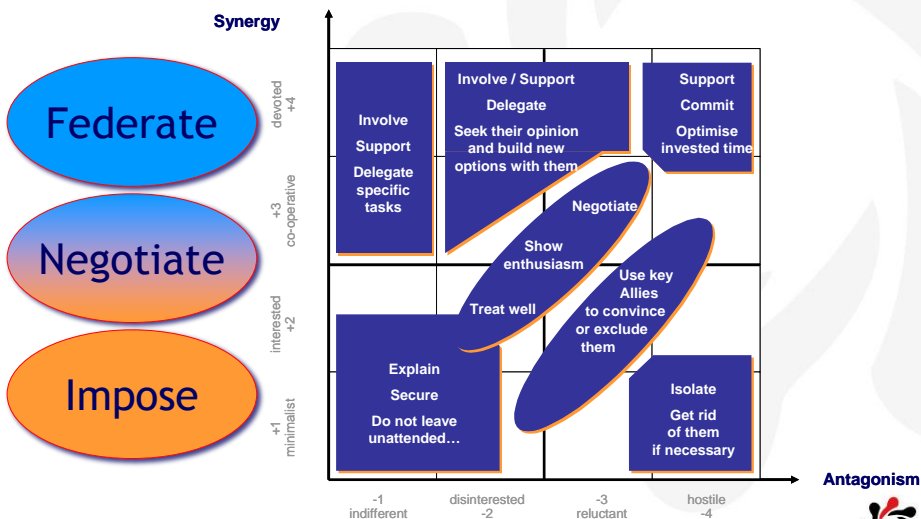 Synergy
Federate
Negotiate
Impose
devoted
+4
+3
co-operative
interested
+2
+1
minimalist
Involve
Support
Delegate
specific
tasks
Involve / Support
Delegate
Seek their opinion
and build new
options with them
Support
Commit
Optimise
invested time
Negotiate
Show
enthusiasm
Treat well
Use key
Allies
to convince
or exclude
them
Explain
Secure
Do not leave
unattended…
Isolate
Get rid
of them
if necessary
Antagonism
-1
indifferent
disinterested
-2
-3
reluctant
hostile
-4